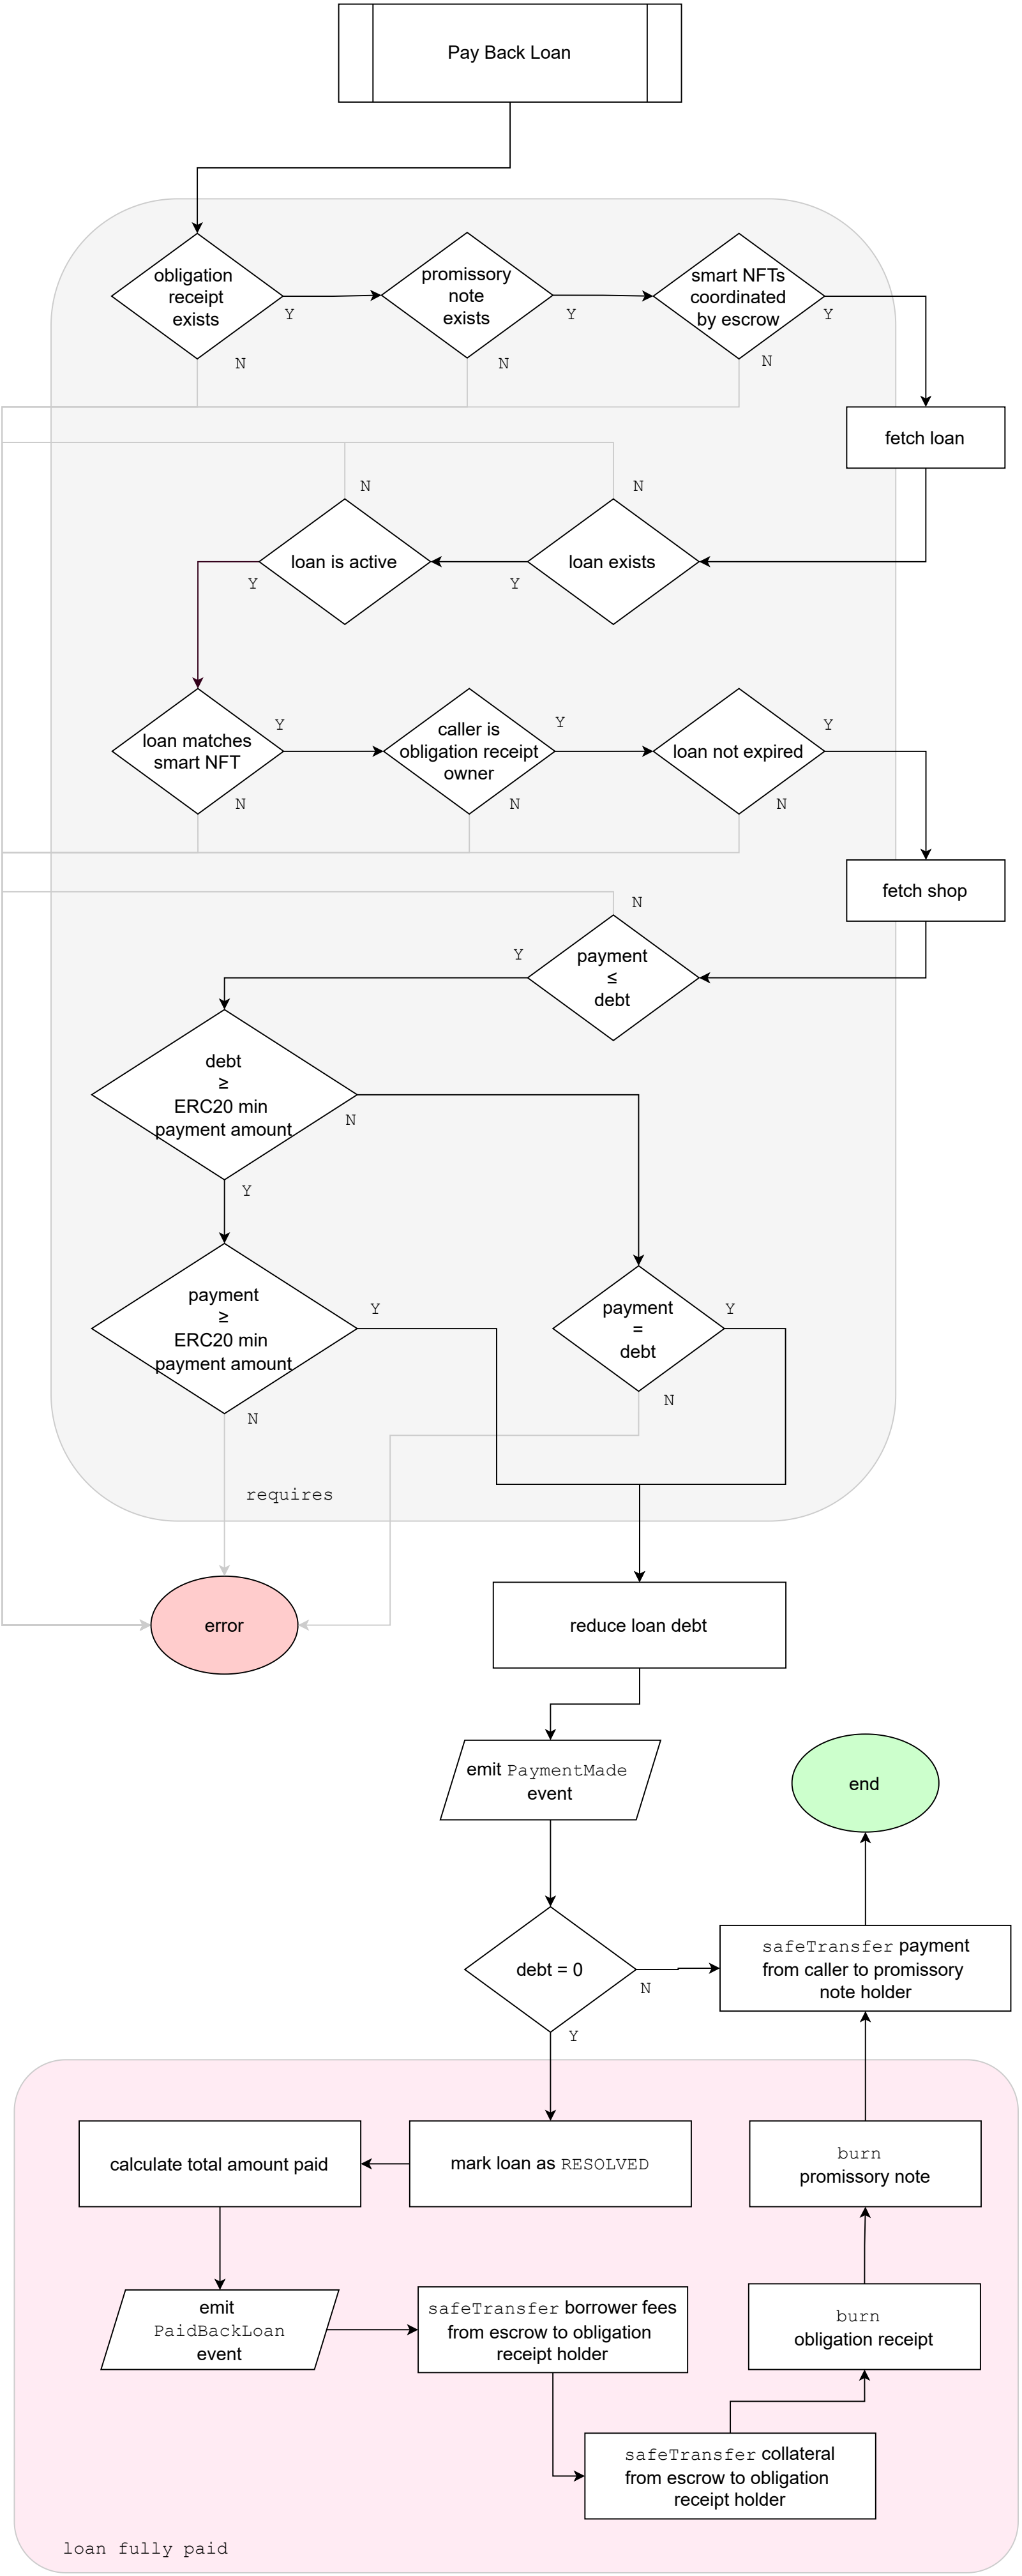 Pay Back Loan
obligation
receipt
exists
Y
N
promissory
note
exists
Y
N
smart NFTs
coordinated
by escrow
Y
N
fetch loan
N
N
loan is active
Y
loan exists
Y
loan matches
smart NFT
Y
N
caller is
obligation receipt
owner
Y
N
loan not expired
Y
N
fetch shop
N
Y
payment
≤
debt
debt
≥
ERC20 min
payment amount
N
Y
payment
≥
ERC20 min
payment amount
Y
N
payment
=
debt
Y
N
requires
error
reduce loan debt
emit PaymentMade
event
end
debt = 0
N
Y
safeTransfer payment
from caller to promissory
note holder
calculate total amount paid
mark loan as RESOLVED
burn
promissory note
emit
PaidBackLoan
event
safeTransfer borrower fees
from escrow to obligation
receipt holder
burn
obligation receipt
safeTransfer collateral
from escrow to obligation
receipt holder
loan fully paid